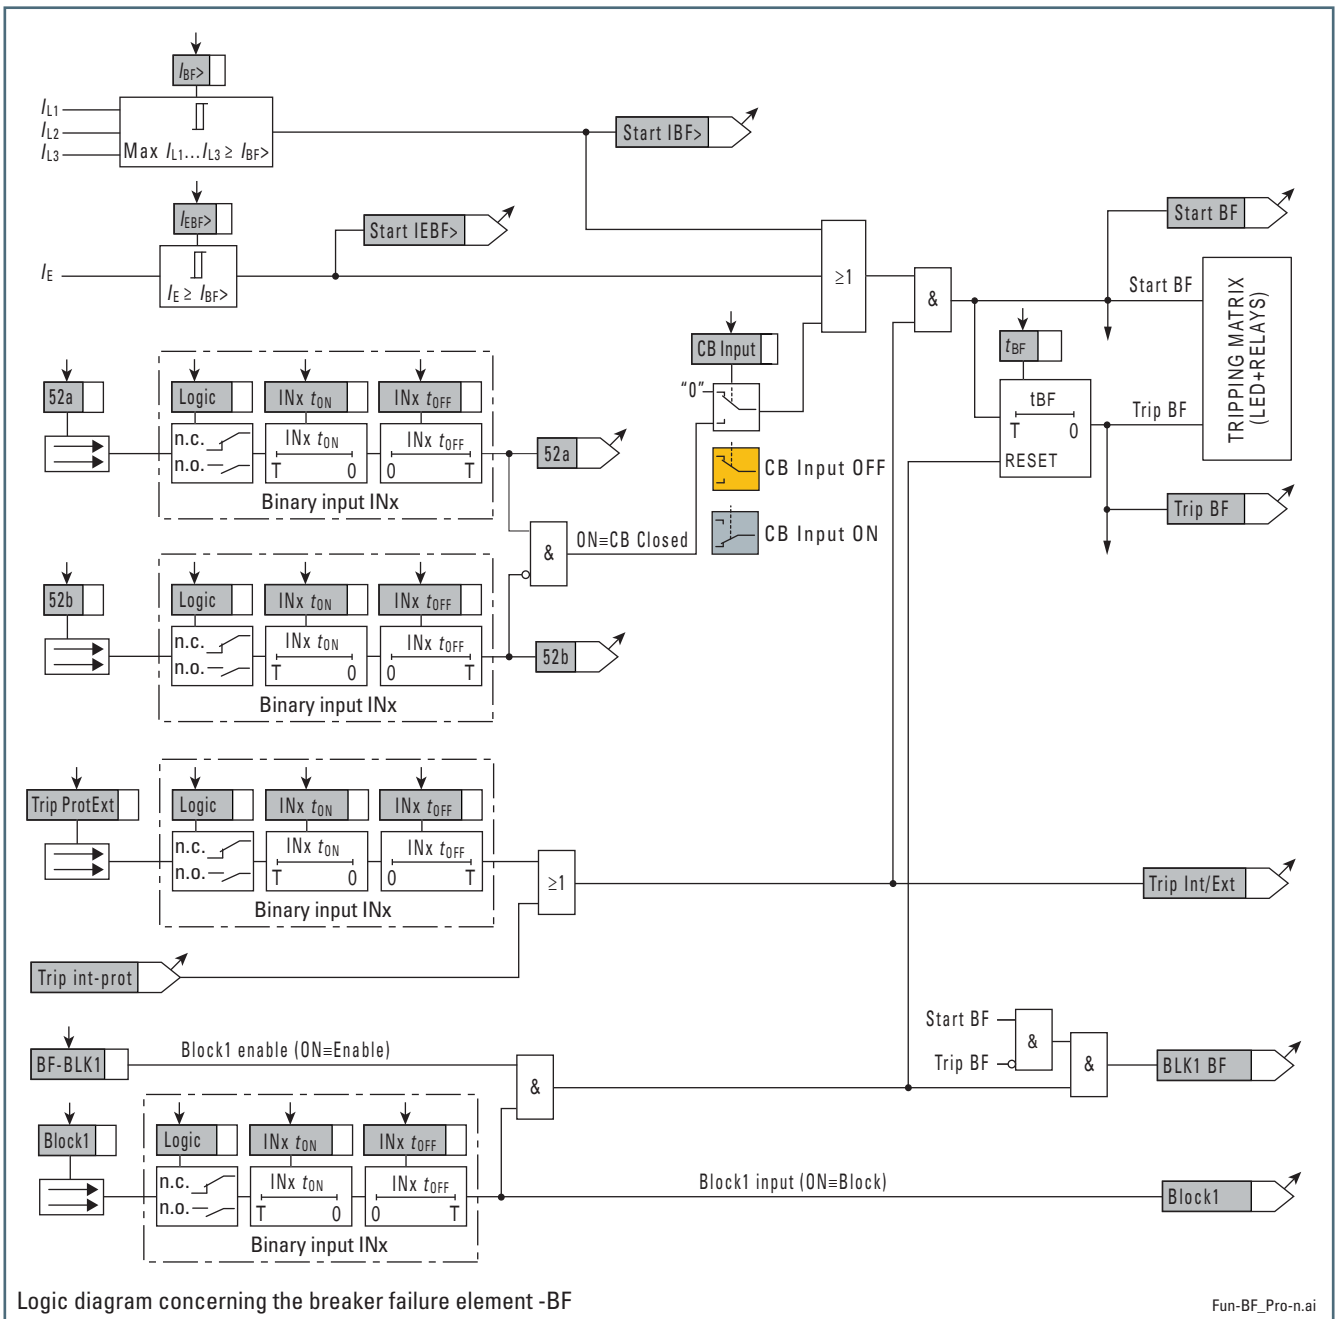 IBF>
IL1
IL2
IL3
Max IL1...IL3 ≥ IBF>
Start IBF>
IEBF>
Start IEBF>
IE
IE ≥ IBF>
≥1
&
Start BF
Start BF
TRIPPING MATRIX
(LED+RELAYS)
tBF
tBF
T 0
RESET
Trip BF
Trip BF
CB Input
"0"
CB Input OFF
CB Input ON
52a
Logic
INx tON
INx tOFF
n.c.
n.o.
INx tON
T 0
INx tOFF
0 T
Binary input INx
52a
&
ON≡CB Closed
52b
Logic
INx tON
INx tOFF
n.c.
n.o.
INx tON
T 0
INx tOFF
0 T
Binary input INx
52b
Trip ProtExt
Logic
INx tON
INx tOFF
n.c.
n.o.
INx tON
T 0
INx tOFF
0 T
Binary input INx
≥1
Trip Int/Ext
Trip int-prot
Start BF
Trip BF
&
&
BLK1 BF
BF-BLK1
Block1 enable (ON≡Enable)
&
Block1
Logic
INx tON
INx tOFF
n.c.
n.o.
INx tON
T 0
INx tOFF
0 T
Binary input INx
Block1 input (ON≡Block)
Block1
Logic diagram concerning the breaker failure element -BF
Fun-BF_Pro-n.ai